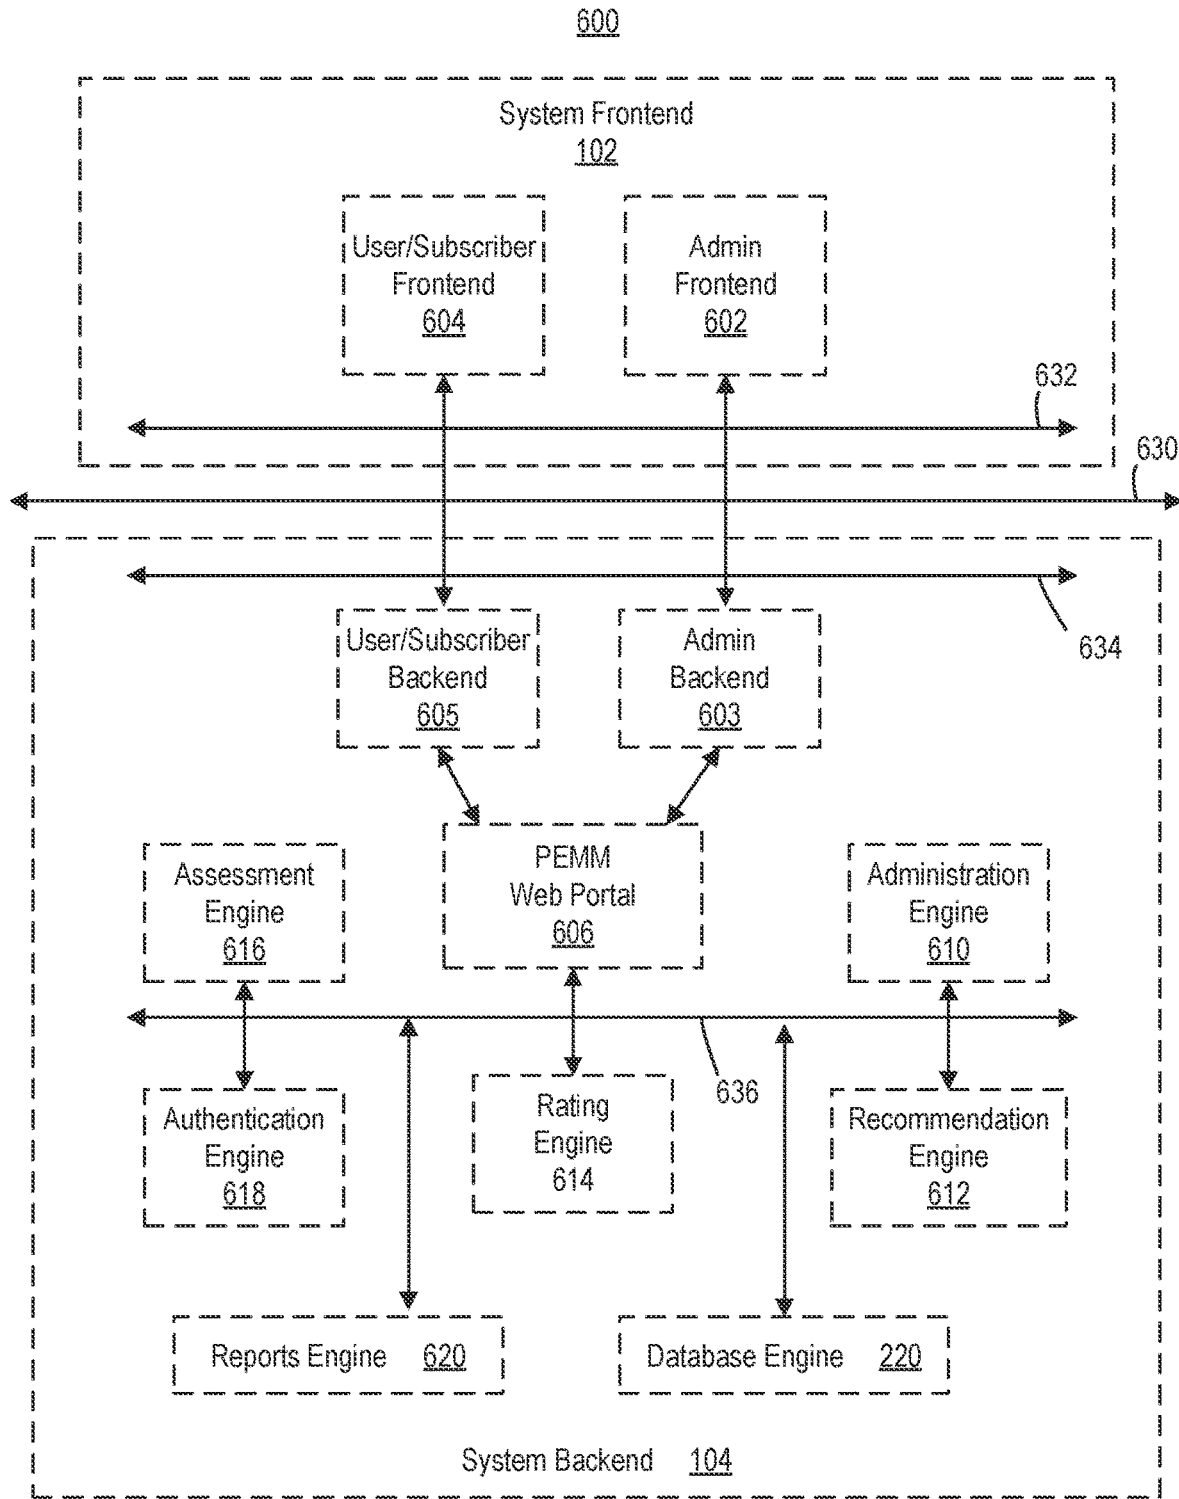 600
System Frontend
102
User/Subscriber
Frontend
604
Admin
Frontend
602
632
630
634
User/Subscriber
Backend
605
Admin
Backend
603
Assessment
Engine
616
PEMM
Web Portal
606
Administration
Engine
610
636
Authentication
Engine
618
Rating
Engine
614
Recommendation
Engine
612
Reports Engine 620
Database Engine 220
System Backend 104